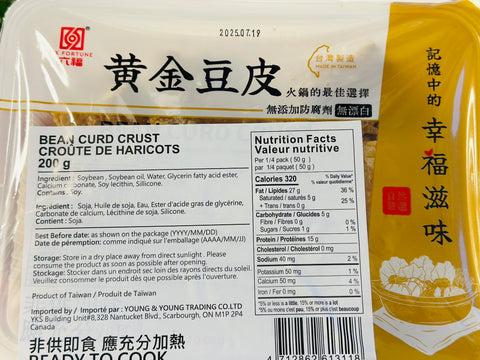 2025.07.19
SIX FORTUNE
六福
黃金豆皮
台灣製造
MADE IN TAIWAN
火鍋的最佳選擇
無添加防腐劑 無漂白
記憶中的
幸福滋味
BEAN CURD CRUST
CROÛTE DE HARICOTS
200 g
Ingredient : Soybean , Soybean oil, Water, Glycerin fatty acid ester,
Calcium carbonate, Soy lecithin, Sillicone.
Contains : Soy.
Ingredient : Soja, Huile de soja, Eau, Ester d'acide gras de glycérine,
Carbonate de calcium, Lécithine de soja, Silicone.
Contient : Soja.
Best Before date: as shown on the package (YYYY/MM/DD)
Date de péremption: comme indiqué sur l'emballage (AAAA/MM/JJ)
Storage: Store in a dry place away from direct sunlight . Please
consume the product as soon as possible after opening.
Stockage: Stocker dans un endroit sec loin des rayons directs du soleil.
Veuillez consommer le produit dès que possible après l'ouverture.
Product of Taiwan / Produit de Taiwan
Imported by / Importé par : YOUNG & YOUNG TRADING CO.LTD
YKS Building Unit#8,328 Nantucket Blvd., Scarbourgh, ON M1P 2P4
Canada
非供即食 應充分加熱
READY TO COOK
Nutrition Facts
Valeur nutritive
Per 1/4 pack ( 50 g )
par 1/4 paquet ( 50 g )
Calories 320
% Daily Value*
% valeur quotidienne*
Fat / Lipides 27 g 36 %
Saturated / saturés 5 g
+ Trans / trans 0 g 25 %
Carbohydrate / Glucides 5 g
Fibre / Fibres 0 g 0 %
Sugars / Sucres 1 g 1 %
Protein / Protéines 15 g
Cholesterol / Cholestérol 0 mg
Sodium 40 mg 2 %
Potassium 50 mg 1 %
Calcium 50 mg 4 %
Iron / Fer 0 mg 0 %
*5% or less is a little, 15% or more is a lot
*5% ou moins c'est peu, 15% ou plus c'est beaucoup
4 712862 613118